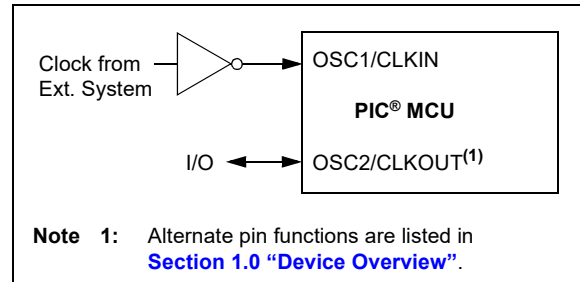 Clock from
Ext. System
OSC1/CLKIN
PIC® MCU
I/O
OSC2/CLKOUT(1)
Note 1: Alternate pin functions are listed in
Section 1.0 “Device Overview”.